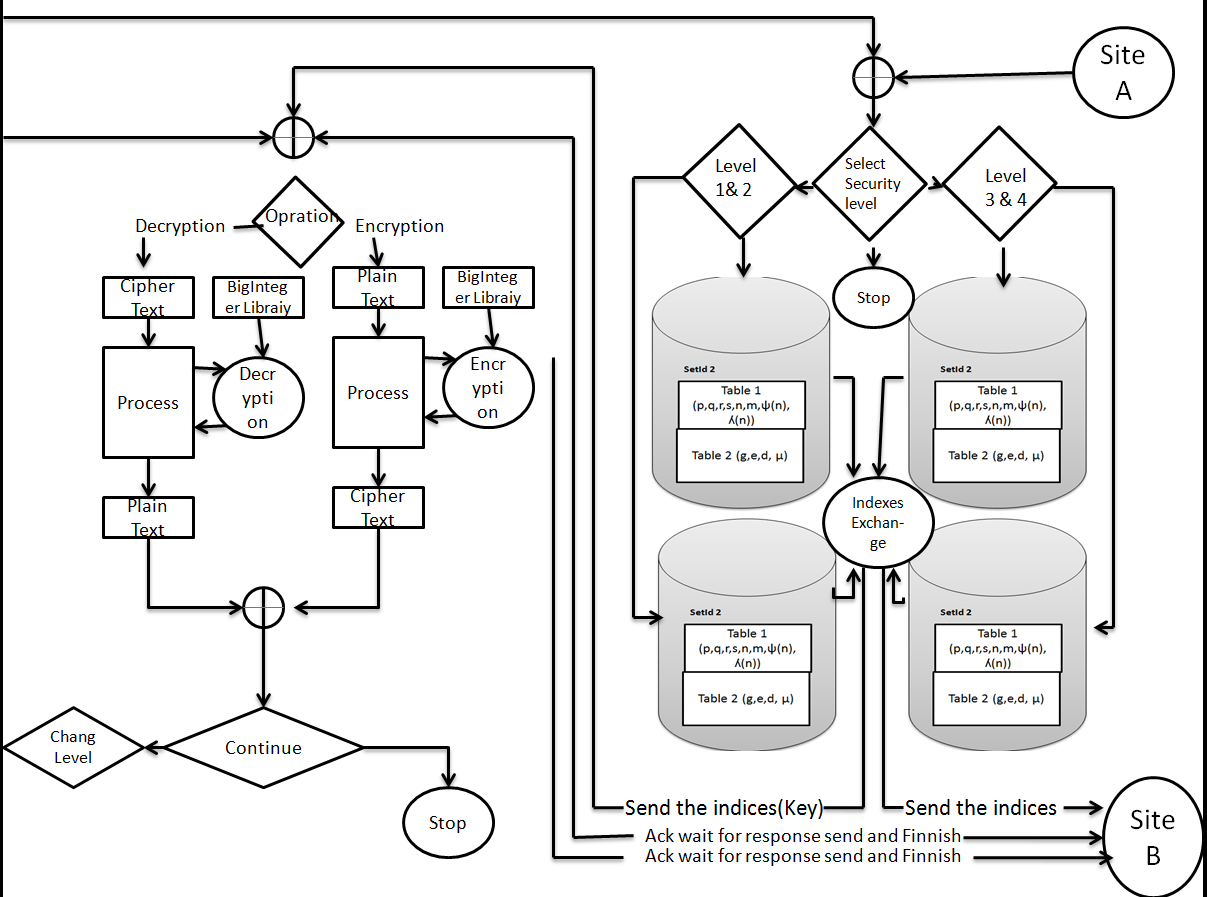 Site
A
Select
Security
level
Level
1& 2
Level
3 & 4
Stop
Opration
Decryption
Encryption
Cipher
Text
BigInteg
er Libraiy
Plain
Text
BigInteg
er Libraiy
Process
Decr
ypti
on
Process
Encr
ypti
on
Plain
Text
Cipher
Text
SetId 2
Table 1
(p,q,r,s,n,m,ψ(n),
ʎ(n))
Table 2 (g,e,d, μ)
SetId 2
Table 1
(p,q,r,s,n,m,ψ(n),
ʎ(n))
Table 2 (g,e,d, μ)
Indexes
Exchan-
ge
SetId 2
Table 1
(p,q,r,s,n,m,ψ(n),
ʎ(n))
Table 2 (g,e,d, μ)
SetId 2
Table 1
(p,q,r,s,n,m,ψ(n),
ʎ(n))
Table 2 (g,e,d, μ)
Chang
Level
Continue
Stop
Send the indices(Key)
Send the indices
Ack wait for response send and Finnish
Ack wait for response send and Finnish
Site
B